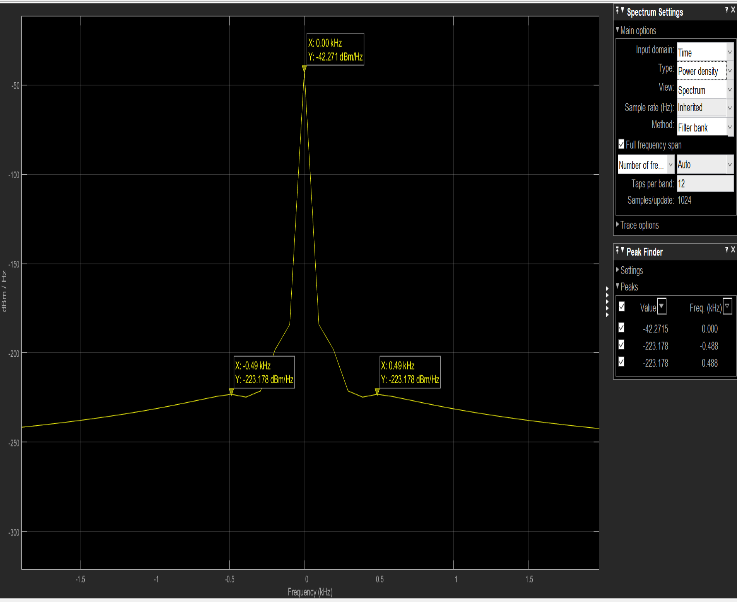 X: 0.00 kHz
Y: -42.271 dBm/Hz
-50
-100
-150
-200
-250
-300
dBm / Hz
X: -0.49 kHz
Y: -223.178 dBm/Hz
X: 0.49 kHz
Y: -223.178 dBm/Hz
-1.5 -1 -0.5 0 0.5 1 1.5
Frequency (kHz)
Spectrum Settings ? X
Main options
Input domain: Time
Type: Power density
View: Spectrum
Sample rate (Hz): Inherited
Method: Filter bank
Full frequency span
Number of fre... Auto
Taps per band: 12
Samples/update: 1024
Trace options
Peak Finder ? X
Settings
Peaks
Value Freq. (kHz)
-42.2715 0.000
-223.178 -0.488
-223.178 0.488